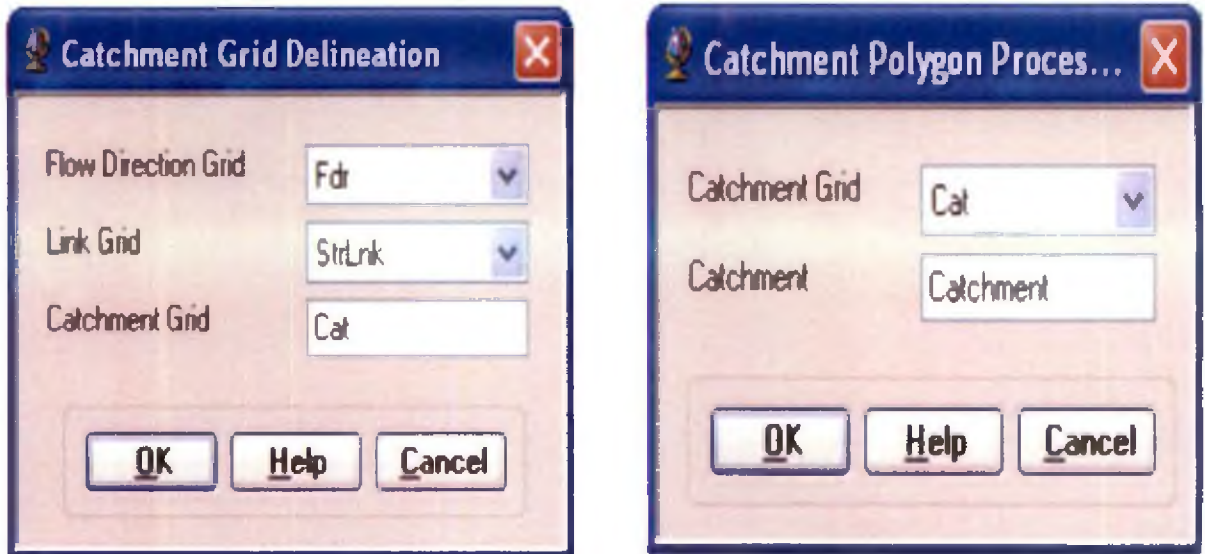 Catchment Grid Delineation
Flow Direction Grid
Fdr
Link Grid
StrLnk
Catchment Grid
Cat
OK
Help
Cancel
Catchment Polygon Proces...
Catchment Grid
Cat
Catchment
Catchment
OK
Help
Cancel